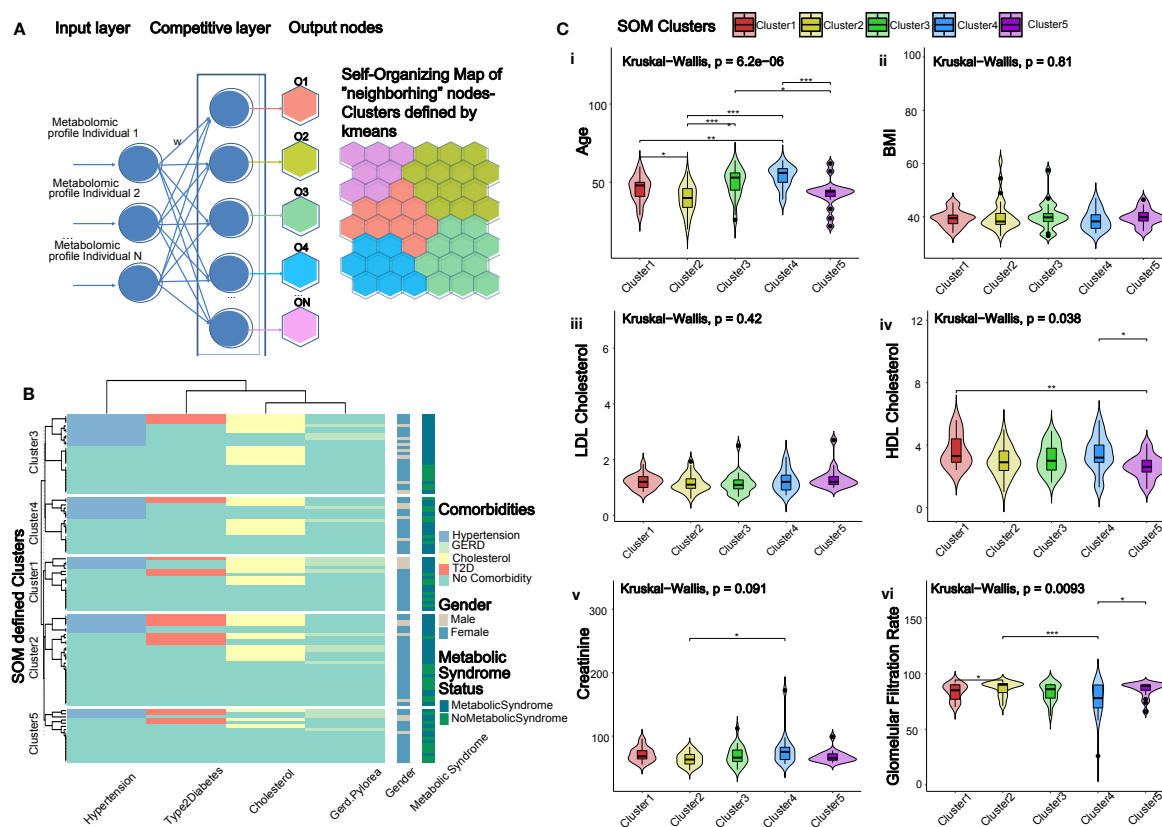 A
Input layer
Competitive layer
Output nodes
Metabolomic
profile Individual 1
Metabolomic
profile Individual 2
...
Metabolomic
profile Individual N
w
...
O1
O2
O3
O4
...
ON
Self-Organizing Map of
"neighborhing" nodes-
Clusters defined by
kmeans
B
SOM defined Clusters
Cluster3
Cluster4
Cluster1
Cluster2
Cluster5
Hypertension
Type2Diabetes
Cholesterol
Gerd.Pylorea
Gender
Metabolic Syndrome
Comorbidities
Hypertension
GERD
Cholesterol
T2D
No Comorbidity
Gender
Male
Female
Metabolic
Syndrome
Status
MetabolicSyndrome
NoMetabolicSyndrome
C
SOM Clusters
Cluster1
Cluster2
Cluster3
Cluster4
Cluster5
i
Kruskal-Wallis, p = 6.2e-06
Age
100
50
***
*
***
***
*
**
*
Cluster1
Cluster2
Cluster3
Cluster4
Cluster5
ii
Kruskal-Wallis, p = 0.81
BMI
80
60
40
20
Cluster1
Cluster2
Cluster3
Cluster4
Cluster5
iii
Kruskal-Wallis, p = 0.42
LDL Cholesterol
6
4
2
0
Cluster1
Cluster2
Cluster3
Cluster4
Cluster5
iv
Kruskal-Wallis, p = 0.038
HDL Cholesterol
12
8
4
0
*
**
Cluster1
Cluster2
Cluster3
Cluster4
Cluster5
v
Kruskal-Wallis, p = 0.091
Creatinine
300
200
100
*
Cluster1
Cluster2
Cluster3
Cluster4
Cluster5
vi
Kruskal-Wallis, p = 0.0093
Glomelular Filtration Rate
150
100
50
0
*
***
*
Cluster1
Cluster2
Cluster3
Cluster4
Cluster5